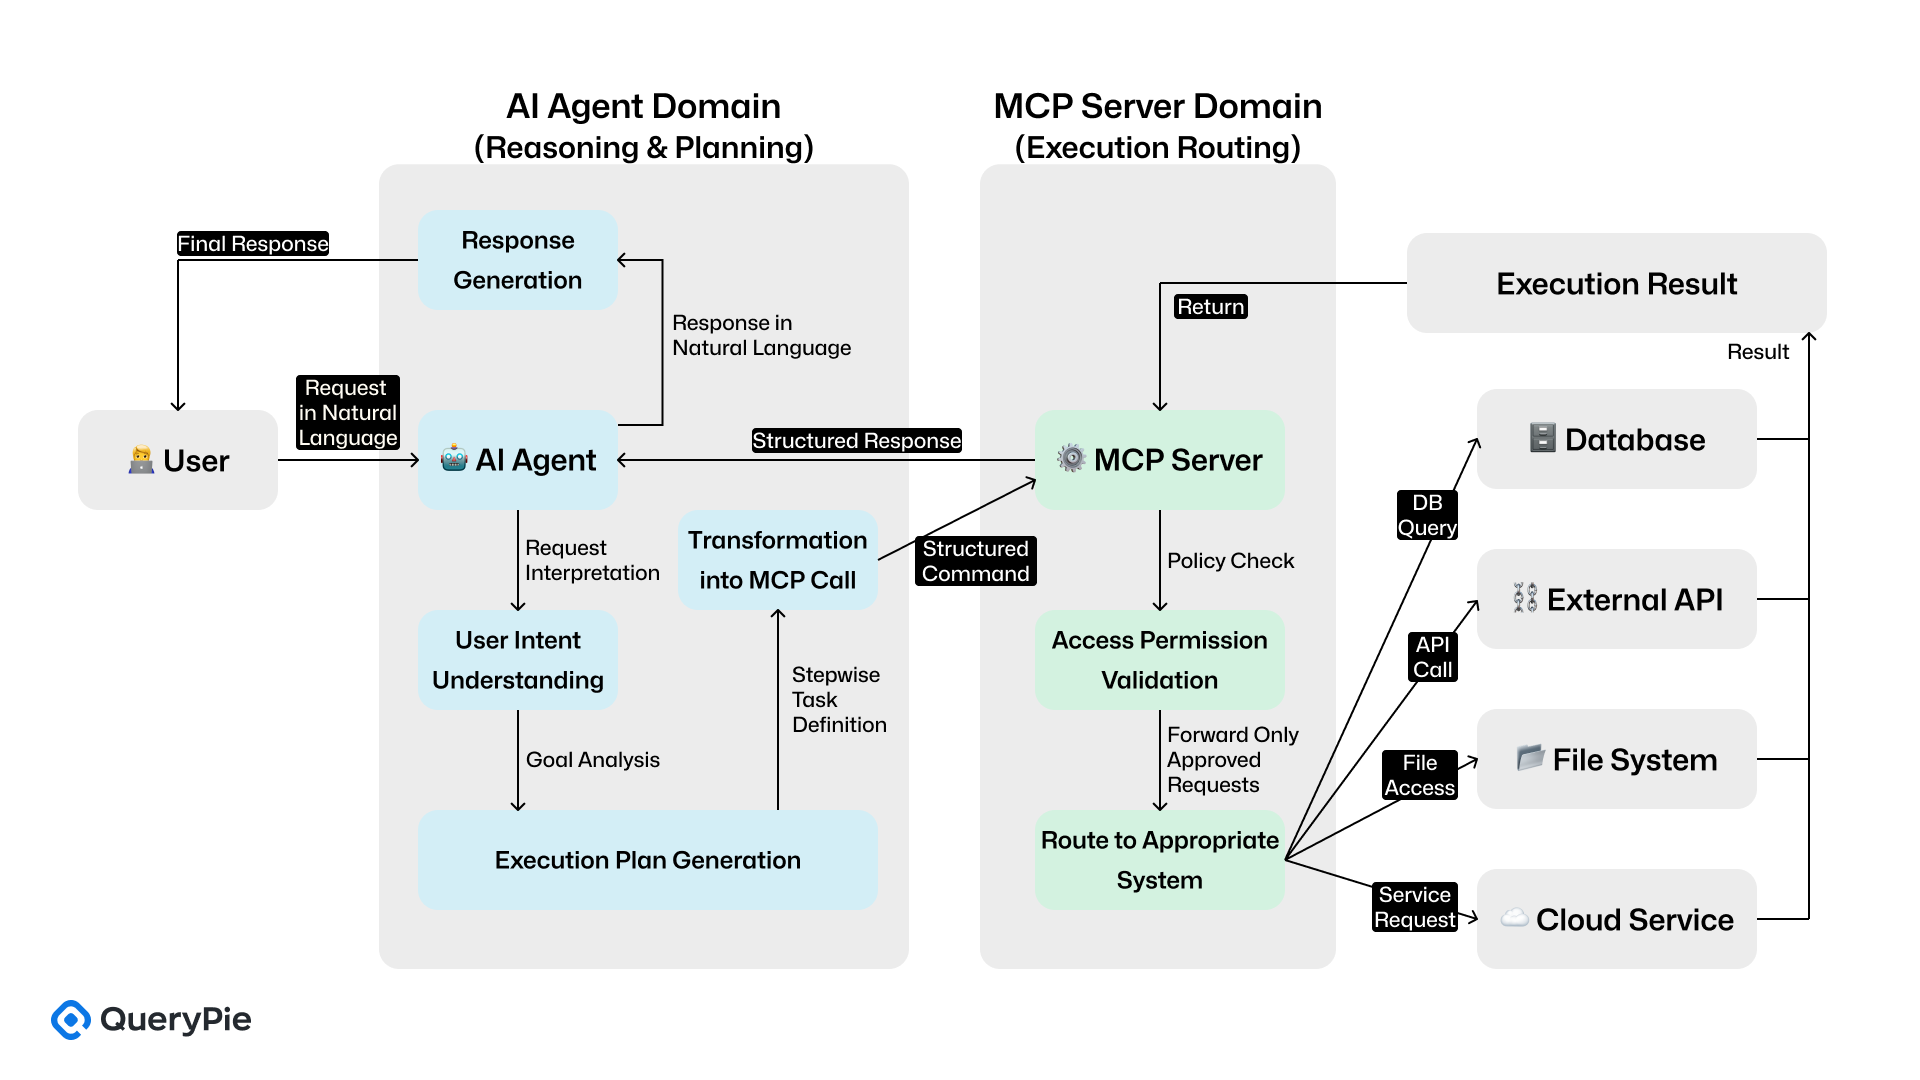 AI Agent Domain
(Reasoning & Planning)
MCP Server Domain
(Execution Routing)
Response
Generation
Final Response
Response in
Natural Language
Execution Result
Return
Result
Request
in Natural
Language
User
AI Agent
Structured Response
MCP Server
Database
DB
Query
Request
Interpretation
Transformation
into MCP Call
Structured
Command
Policy Check
External API
API
Call
User Intent
Understanding
Stepwise
Task
Definition
Access Permission
Validation
Goal Analysis
Forward Only
Approved
Requests
File
Access
File System
Execution Plan Generation
Route to Appropriate
System
Service
Request
Cloud Service
QueryPie